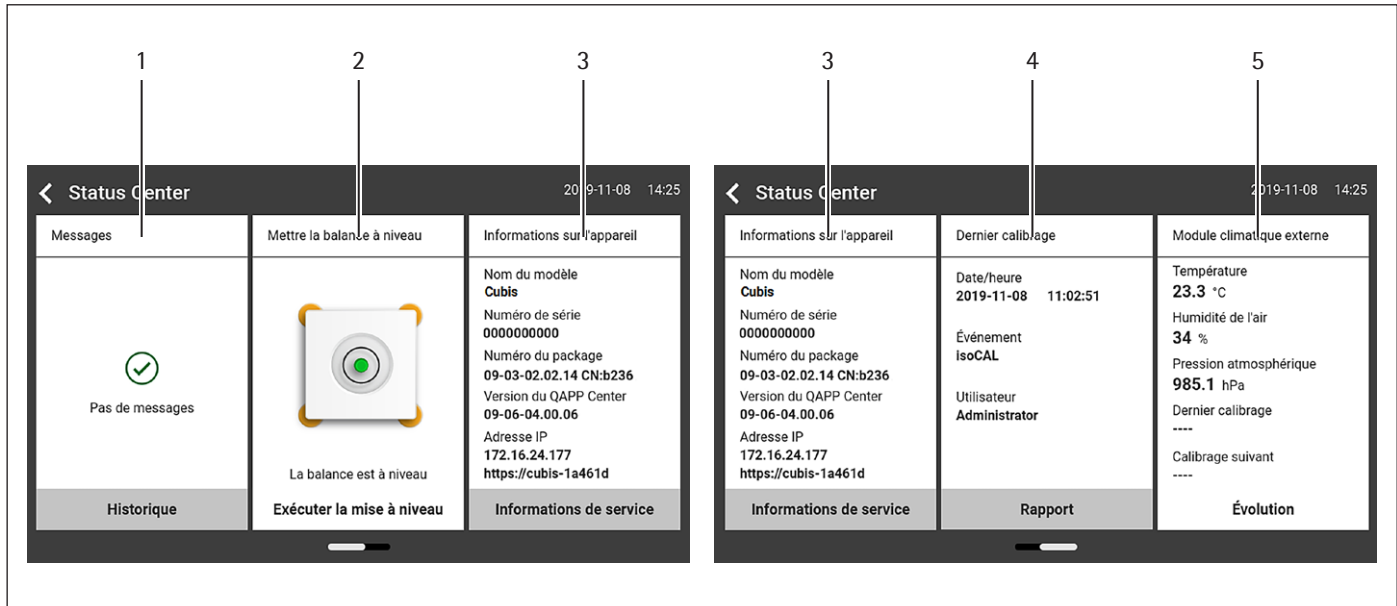 1
2
3
3
4
5
Status Center
2019-11-08 14:25
Messages
Pas de messages
Historique
Mettre la balance à niveau
La balance est à niveau
Exécuter la mise à niveau
Informations sur l'appareil
Nom du modèle
Cubis
Numéro de série
0000000000
Numéro du package
09-03-02.02.14 CN:b236
Version du QAPP Center
09-06-04.00.06
Adresse IP
172.16.24.177
https://cubis-1a461d
Informations de service
Status Center
2019-11-08 14:25
Informations sur l'appareil
Nom du modèle
Cubis
Numéro de série
0000000000
Numéro du package
09-03-02.02.14 CN:b236
Version du QAPP Center
09-06-04.00.06
Adresse IP
172.16.24.177
https://cubis-1a461d
Informations de service
Dernier calibrage
Date/heure
2019-11-08 11:02:51
Événement
isoCAL
Utilisateur
Administrator
Rapport
Module climatique externe
Température
23.3 °C
Humidité de l'air
34 %
Pression atmosphérique
985.1 hPa
Dernier calibrage
----
Calibrage suivant
----
Évolution